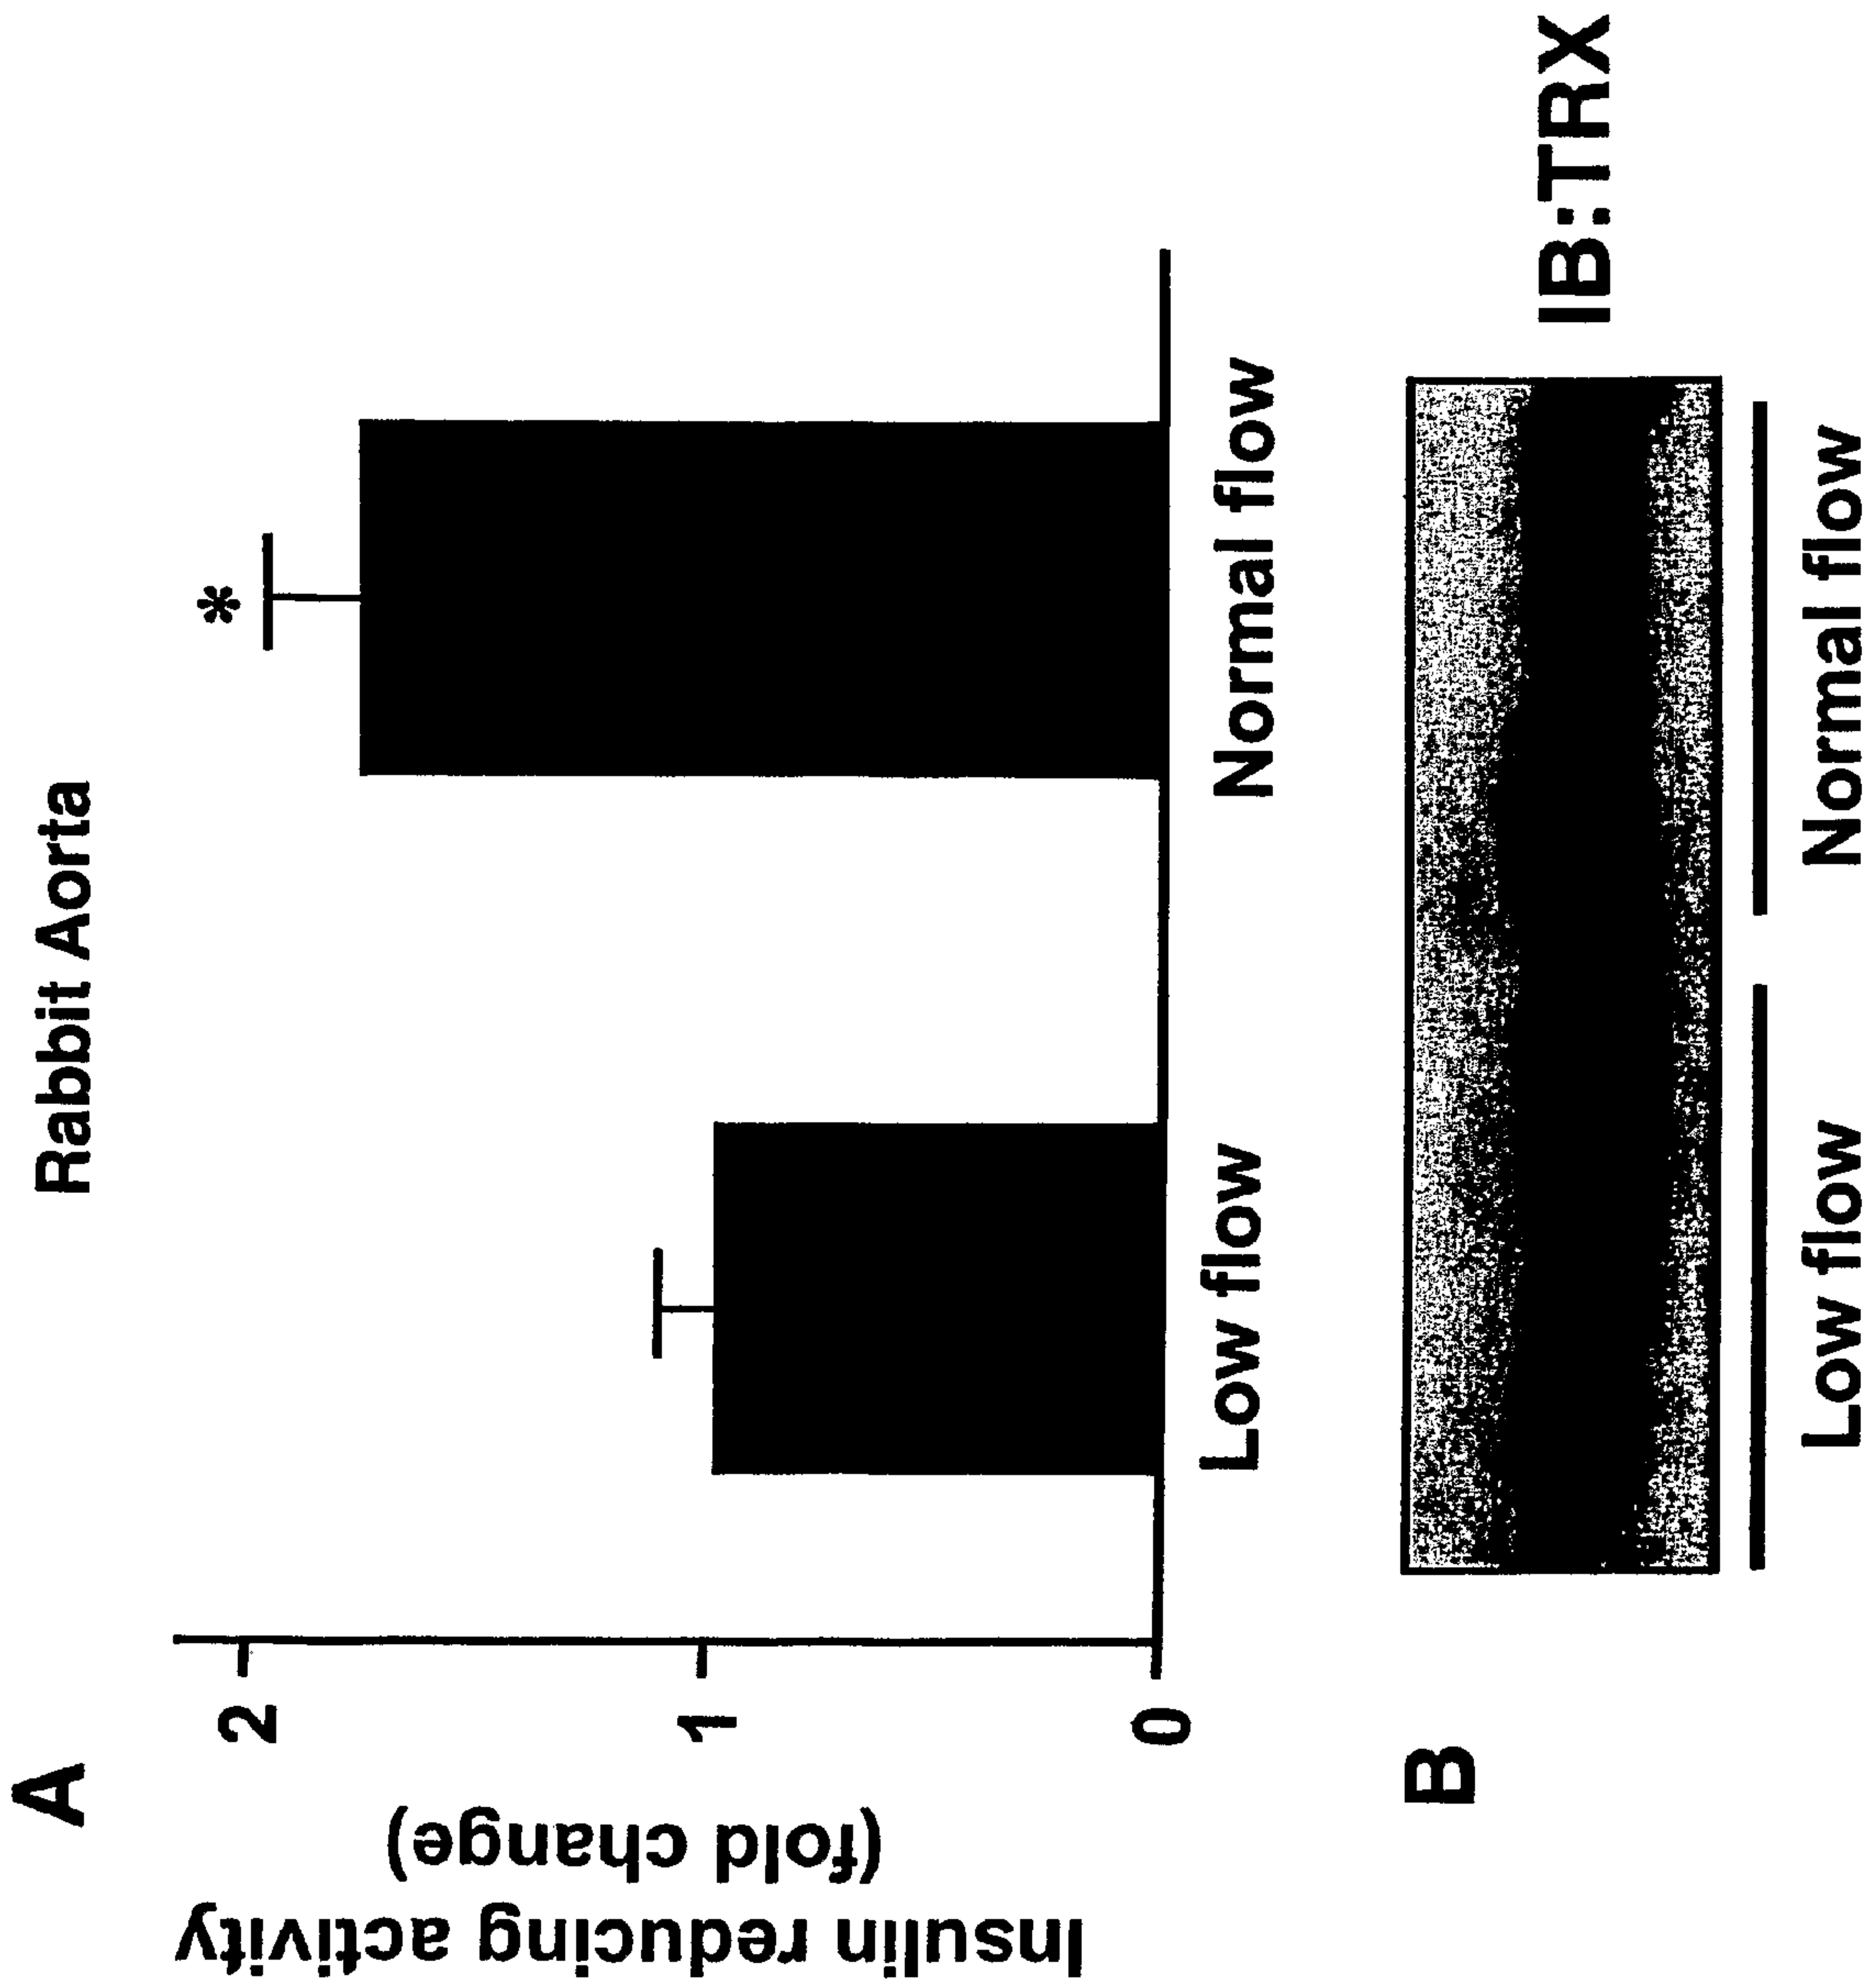 A
Rabbit Aorta
Insulin reducing activity
(fold change)
2
1
0
*
Low flow
Normal flow
B
IB:TRX
Low flow
Normal flow